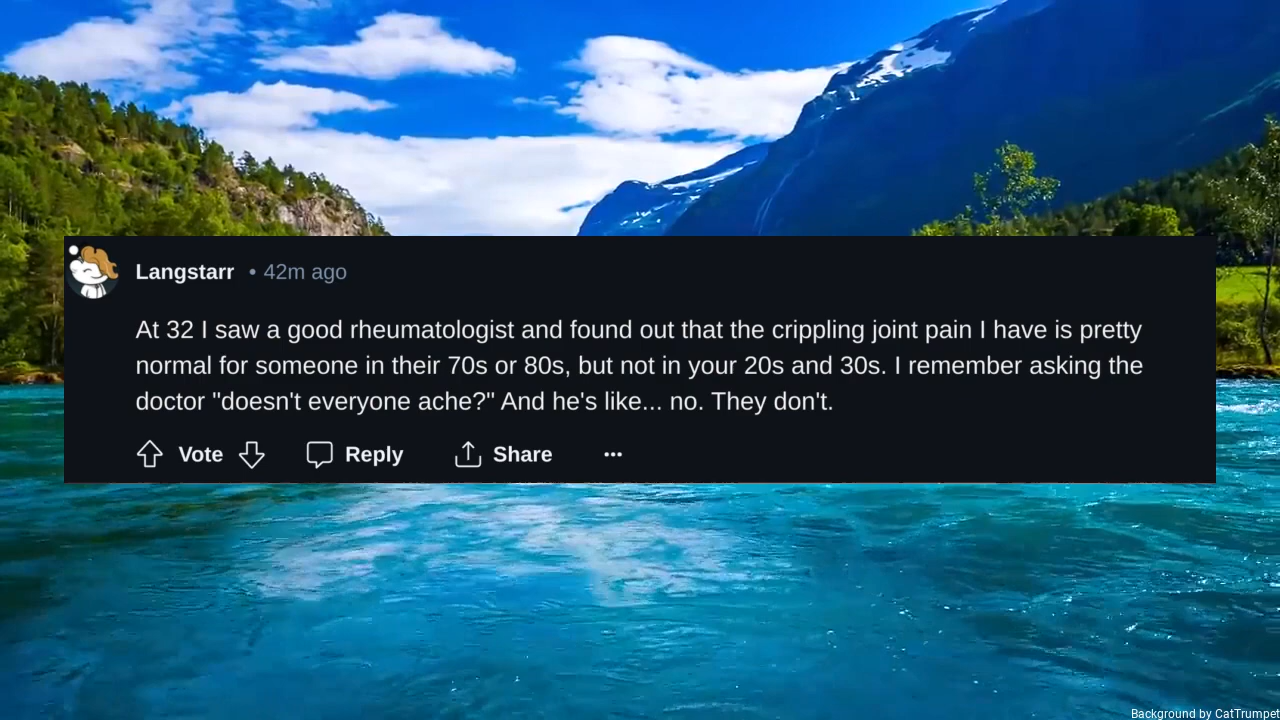 Langstarr • 42m ago
At 32 I saw a good rheumatologist and found out that the crippling joint pain I have is pretty
normal for someone in their 70s or 80s, but not in your 20s and 30s. I remember asking the
doctor "doesn't everyone ache?" And he's like... no. They don't.
Vote Reply Share
Background by CatTrumpet